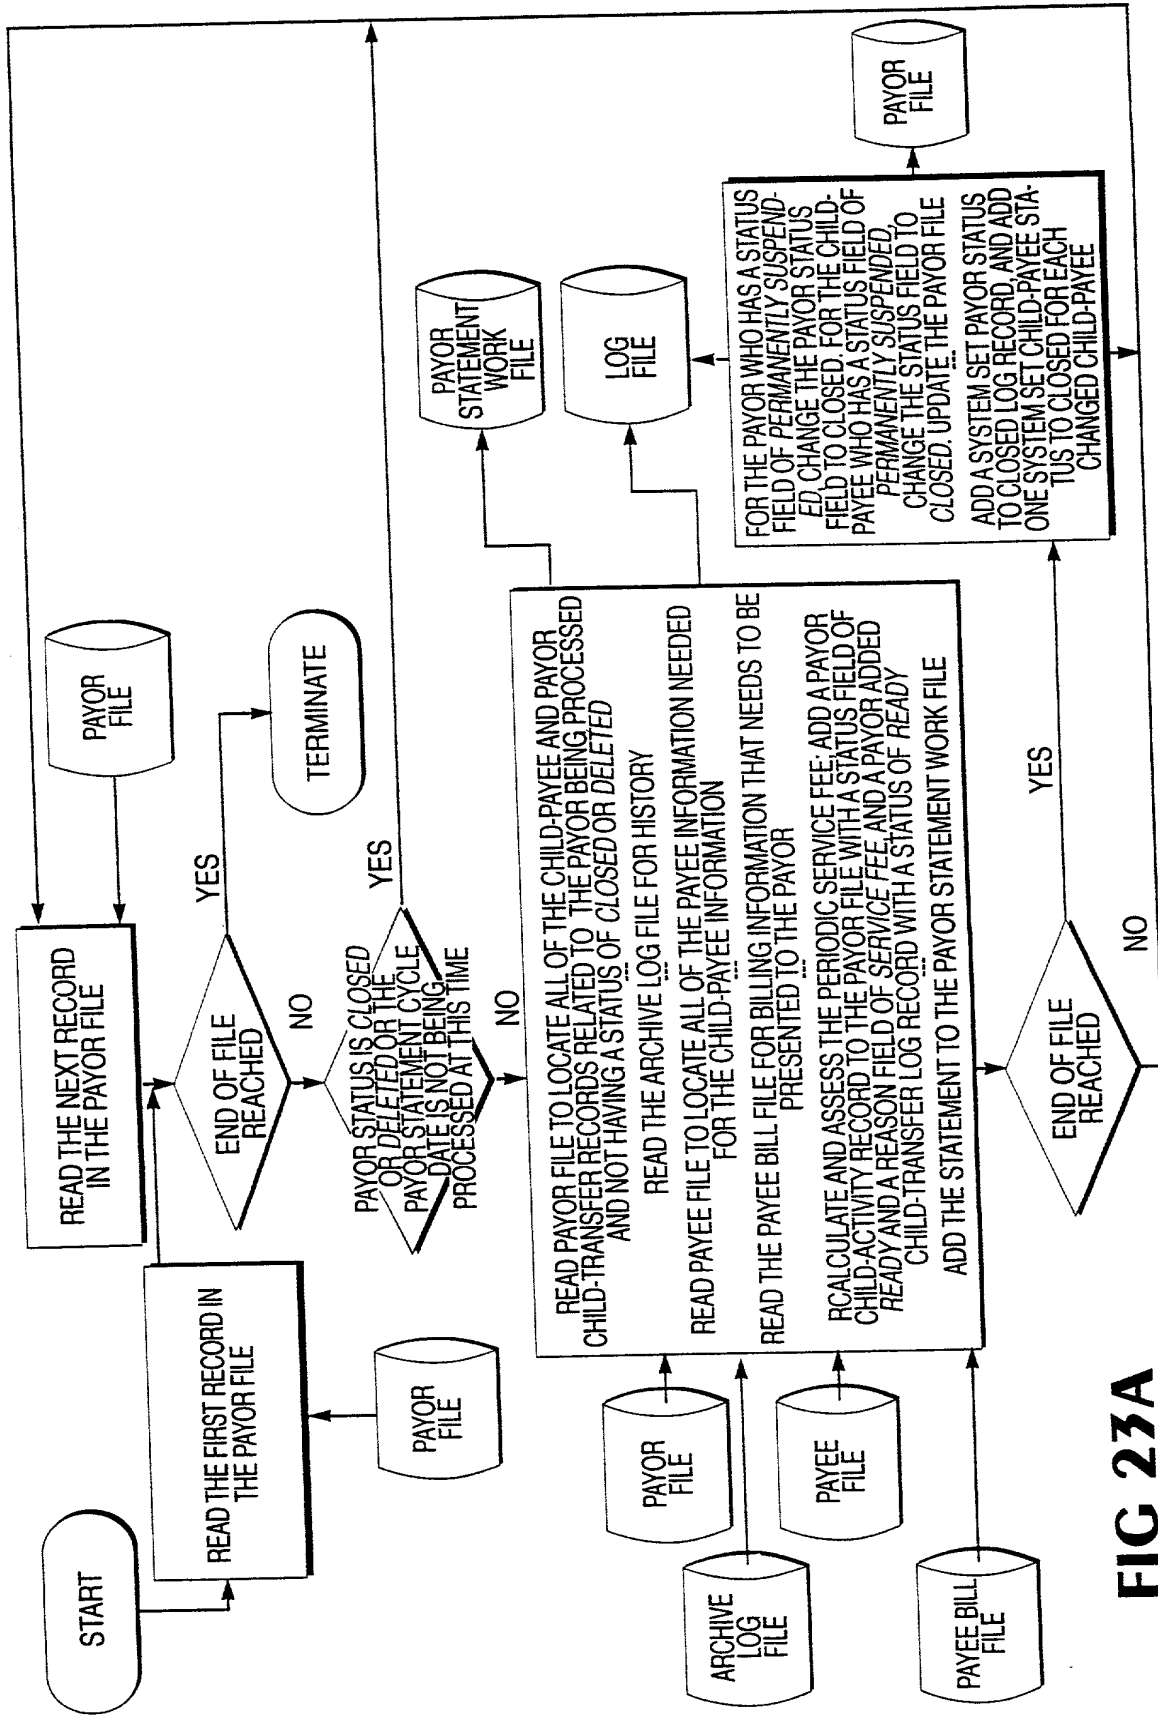 START
READ THE FIRST RECORD IN
THE PAYOR FILE
PAYOR
FILE
READ THE NEXT RECORD
IN THE PAYOR FILE
PAYOR
FILE
END OF FILE
REACHED
YES
TERMINATE
NO
PAYOR STATUS IS CLOSED
OR DELETED OR THE
PAYOR STATEMENT CYCLE
DATE IS NOT BEING
PROCESSED AT THIS TIME
YES
NO
READ PAYOR FILE TO LOCATE ALL OF THE CHILD-PAYEE AND PAYOR
CHILD-TRANSFER RECORDS RELATED TO THE PAYOR BEING PROCESSED
AND NOT HAVING A STATUS OF CLOSED OR DELETED
---
READ THE ARCHIVE LOG FILE FOR HISTORY
---
READ PAYEE FILE TO LOCATE ALL OF THE PAYEE INFORMATION NEEDED
FOR THE CHILD-PAYEE INFORMATION
---
READ THE PAYEE BILL FILE FOR BILLING INFORMATION THAT NEEDS TO BE
PRESENTED TO THE PAYOR
---
RCALCULATE AND ASSESS THE PERIODIC SERVICE FEE; ADD A PAYOR
CHILD-ACTIVITY RECORD TO THE PAYOR FILE WITH A STATUS FIELD OF
READY AND A REASON FIELD OF SERVICE FEE, AND A PAYOR ADDED
CHILD-TRANSFER LOG RECORD WITH A STATUS OF READY
---
ADD THE STATEMENT TO THE PAYOR STATEMENT WORK FILE
PAYOR
FILE
ARCHIVE
LOG
FILE
PAYEE
FILE
PAYEE BILL
FILE
PAYOR
STATEMENT
WORK
FILE
LOG
FILE
END OF FILE
REACHED
YES
NO
FOR THE PAYOR WHO HAS A STATUS
FIELD OF PERMANENTLY SUSPEND-
ED, CHANGE THE PAYOR STATUS
FIELD TO CLOSED. FOR THE CHILD-
PAYEE WHO HAS A STATUS FIELD OF
PERMANENTLY SUSPENDED,
CHANGE THE STATUS FIELD TO
CLOSED. UPDATE THE PAYOR FILE
---
ADD A SYSTEM SET PAYOR STATUS
TO CLOSED LOG RECORD, AND ADD
ONE SYSTEM SET CHILD-PAYEE STA-
TUS TO CLOSED FOR EACH
CHANGED CHILD-PAYEE
PAYOR
FILE
FIG 23A